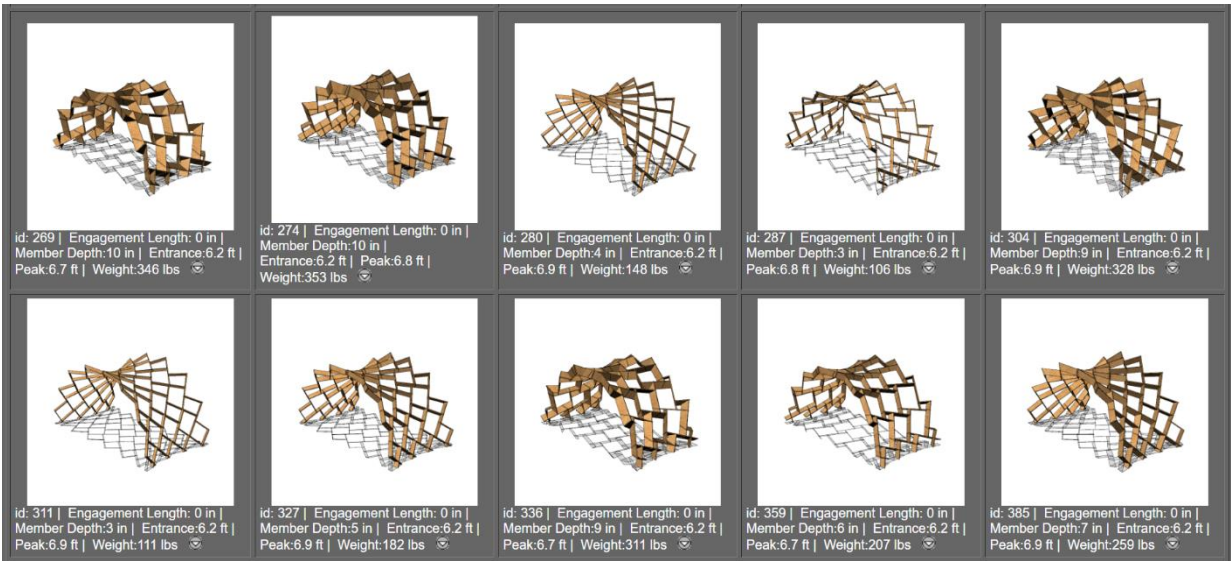 id: 269 | Engagement Length: 0 in |
Member Depth:10 in | Entrance:6.2 ft |
Peak:6.7 ft | Weight:346 lbs
id: 274 | Engagement Length: 0 in |
Member Depth:10 in |
Entrance:6.2 ft | Peak:6.8 ft |
Weight:353 lbs
id: 280 | Engagement Length: 0 in |
Member Depth:4 in | Entrance:6.2 ft |
Peak:6.9 ft | Weight:148 lbs
id: 287 | Engagement Length: 0 in |
Member Depth:3 in | Entrance:6.2 ft |
Peak:6.8 ft | Weight:106 lbs
id: 304 | Engagement Length: 0 in |
Member Depth:9 in | Entrance:6.2 ft |
Peak:6.9 ft | Weight:328 lbs
id: 311 | Engagement Length: 0 in |
Member Depth:3 in | Entrance:6.2 ft |
Peak:6.9 ft | Weight:111 lbs
id: 327 | Engagement Length: 0 in |
Member Depth:5 in | Entrance:6.2 ft |
Peak:6.9 ft | Weight:182 lbs
id: 336 | Engagement Length: 0 in |
Member Depth:9 in | Entrance:6.2 ft |
Peak:6.7 ft | Weight:311 lbs
id: 359 | Engagement Length: 0 in |
Member Depth:6 in | Entrance:6.2 ft |
Peak:6.7 ft | Weight:207 lbs
id: 385 | Engagement Length: 0 in |
Member Depth:7 in | Entrance:6.2 ft |
Peak:6.9 ft | Weight:259 lbs